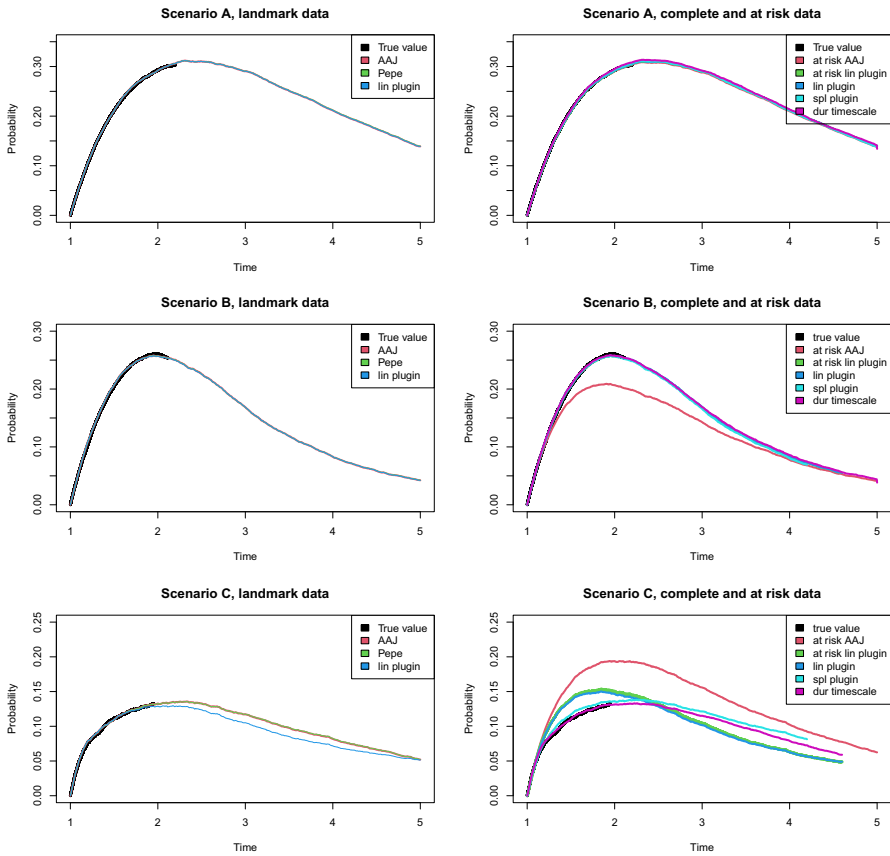 Scenario A, landmark data
Probability
0.00
0.10
0.20
0.30
True value
AAJ
Pepe
lin plugin
1 2 3 4 5
Time
Scenario A, complete and at risk data
Probability
0.00
0.10
0.20
0.30
True value
at risk AAJ
at risk lin plugin
lin plugin
spl plugin
dur timescale
1 2 3 4 5
Time
Scenario B, landmark data
Probability
0.00
0.10
0.20
0.30
True value
AAJ
Pepe
lin plugin
1 2 3 4 5
Time
Scenario B, complete and at risk data
Probability
0.00
0.10
0.20
0.30
true value
at risk AAJ
at risk lin plugin
lin plugin
spl plugin
dur timescale
1 2 3 4 5
Time
Scenario C, landmark data
Probability
0.00
0.05
0.10
0.15
0.20
0.25
True value
AAJ
Pepe
lin plugin
1 2 3 4 5
Time
Scenario C, complete and at risk data
Probability
0.00
0.05
0.10
0.15
0.20
0.25
true value
at risk AAJ
at risk lin plugin
lin plugin
spl plugin
dur timescale
1 2 3 4 5
Time